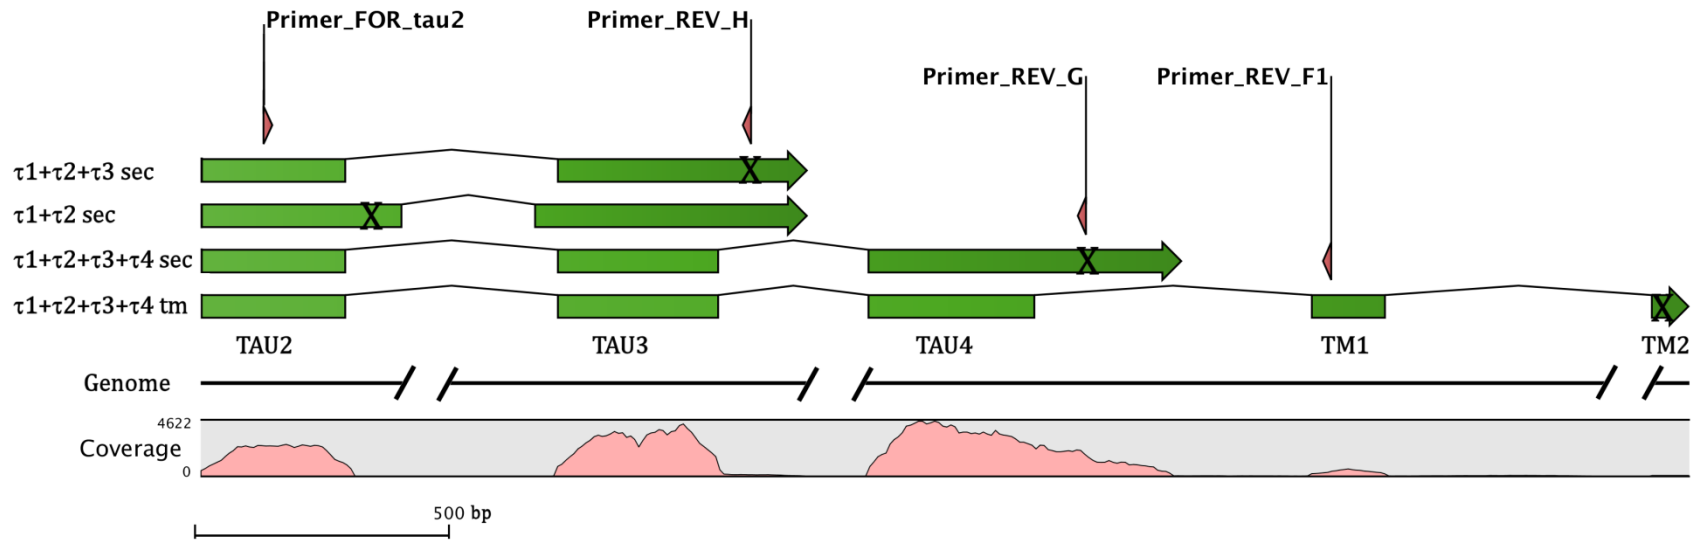 Primer_FOR_tau2
Primer_REV_H
Primer_REV_G
Primer_REV_F1
τ1+τ2+τ3 sec
X
τ1+τ2 sec
X
τ1+τ2+τ3+τ4 sec
X
τ1+τ2+τ3+τ4 tm
X
TAU2 TAU3 TAU4 TM1 TM2
Genome
4622
Coverage
0
500 bp